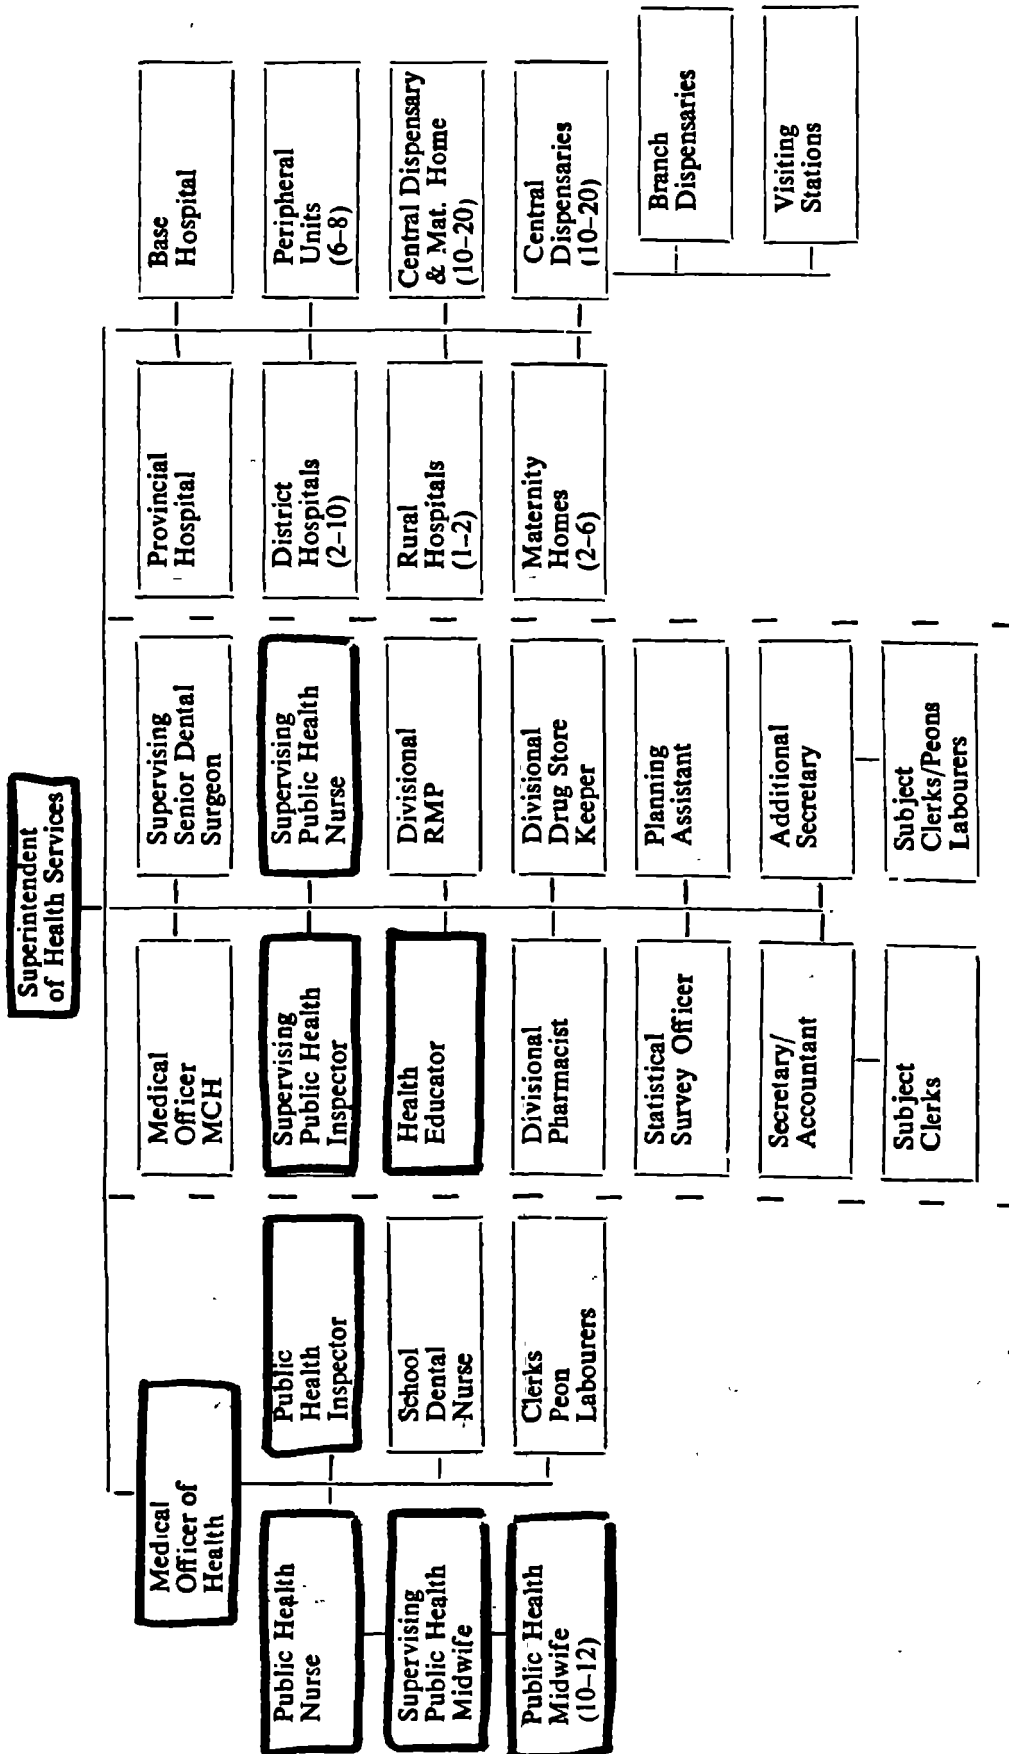 Superintendent
of Health Services
Medical
Officer of
Health
Public Health
Nurse
Public
Health
Inspector
Supervising
Public Health
Midwife
School
Dental
Nurse
Public Health
Midwife
(10–12)
Clerks
Peon
Labourers
Medical
Officer
MCH
Supervising
Senior Dental
Surgeon
Supervising
Public Health
Inspector
Supervising
Public Health
Nurse
Health
Educator
Divisional
RMP
Divisional
Pharmacist
Divisional
Drug Store
Keeper
Statistical
Survey Officer
Planning
Assistant
Secretary/
Accountant
Additional
Secretary
Subject
Clerks
Subject
Clerks/Peons
Labourers
Provincial
Hospital
Base
Hospital
District
Hospitals
(2–10)
Peripheral
Units
(6–8)
Rural
Hospitals
(1–2)
Central Dispensary
& Mat. Home
(10–20)
Maternity
Homes
(2–6)
Central
Dispensaries
(10–20)
Branch
Dispensaries
Visiting
Stations